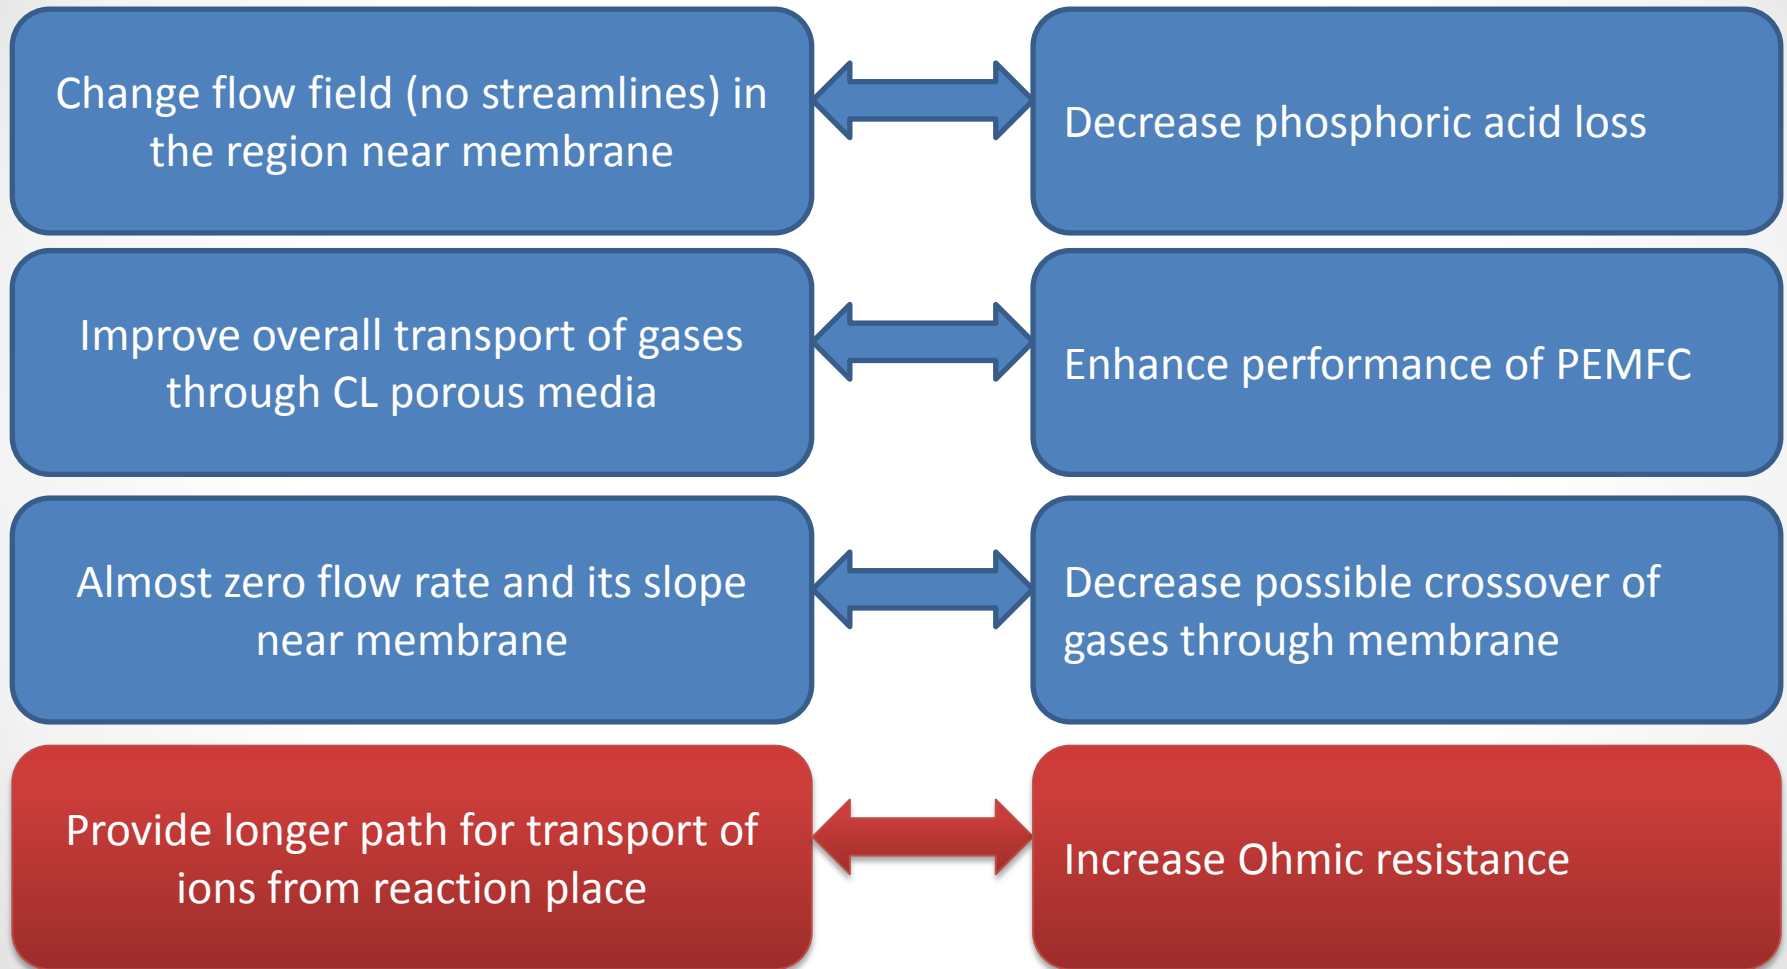 Change flow field (no streamlines) in
the region near membrane
Decrease phosphoric acid loss
Improve overall transport of gases
through CL porous media
Enhance performance of PEMFC
Almost zero flow rate and its slope
near membrane
Decrease possible crossover of
gases through membrane
Provide longer path for transport of
ions from reaction place
Increase Ohmic resistance